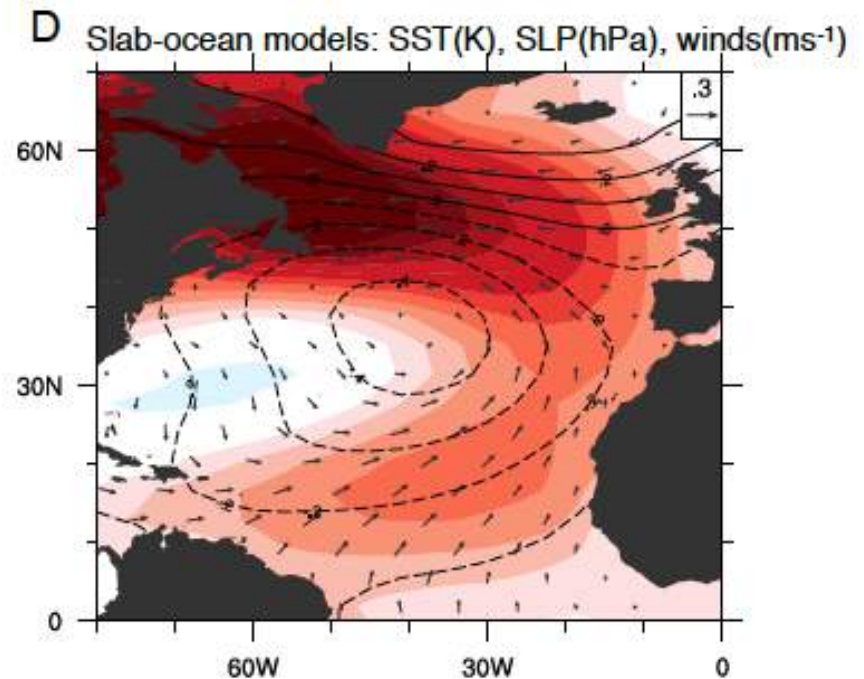 D Slab-ocean models: SST(K), SLP(hPa), winds(ms-1)
.3
60N
30N
0
60W 30W 0